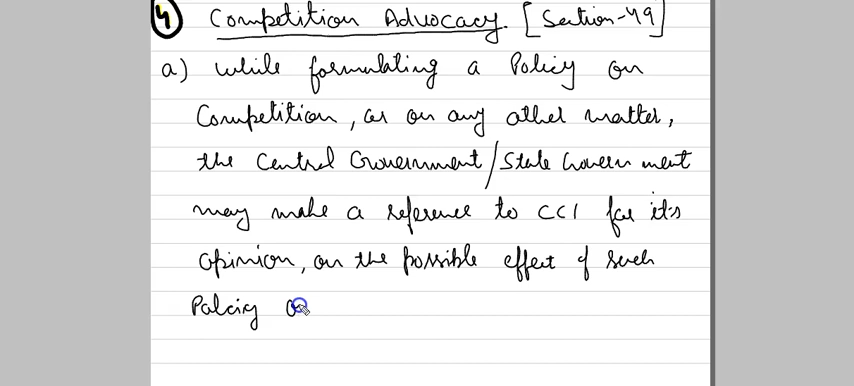 4 Competition Advocacy. [Section-49]
a) while formulating a Policy on
Competition, or on any other matter,
the Central Government/State Government
may make a reference to CCI for it's
opinion, on the possible effect of such
Policy o